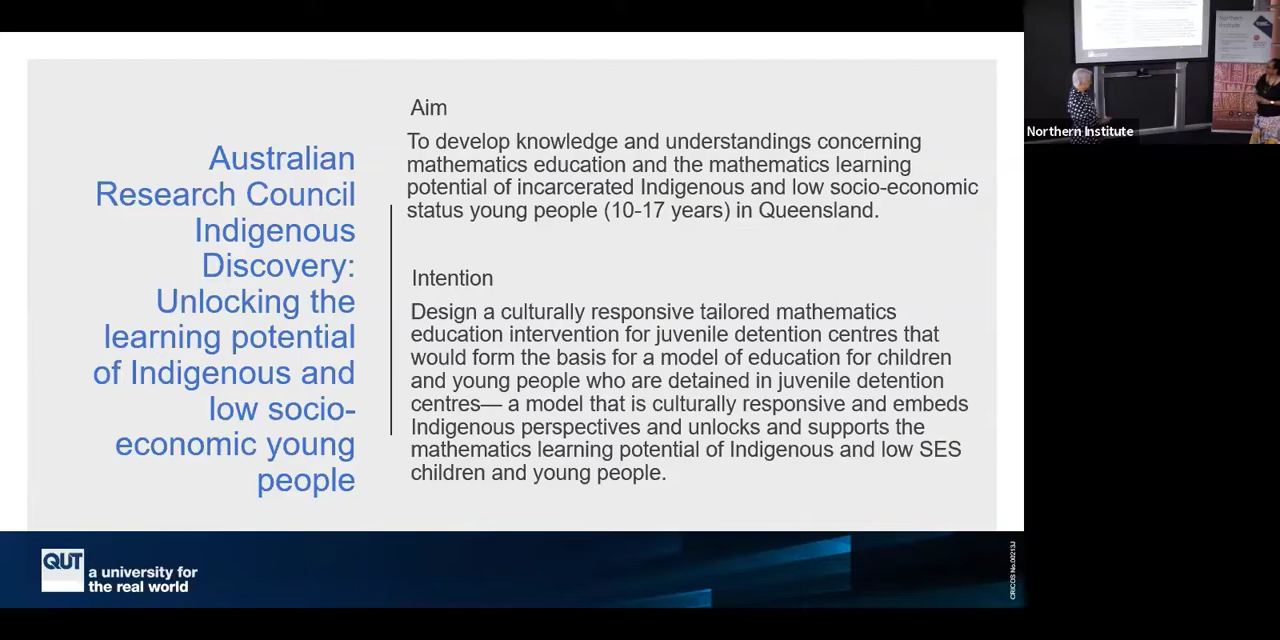 Australian
Research Council
Indigenous
Discovery:
Unlocking the
learning potential
of Indigenous and
low socio-
economic young
people
Aim
To develop knowledge and understandings concerning
mathematics education and the mathematics learning
potential of incarcerated Indigenous and low socio-economic
status young people (10-17 years) in Queensland.
Intention
Design a culturally responsive tailored mathematics
education intervention for juvenile detention centres that
would form the basis for a model of education for children
and young people who are detained in juvenile detention
centres— a model that is culturally responsive and embeds
Indigenous perspectives and unlocks and supports the
mathematics learning potential of Indigenous and low SES
children and young people.
QUT
a university for
the real world
CRICOS No.00213J
Northern
Institute
Northern Institute